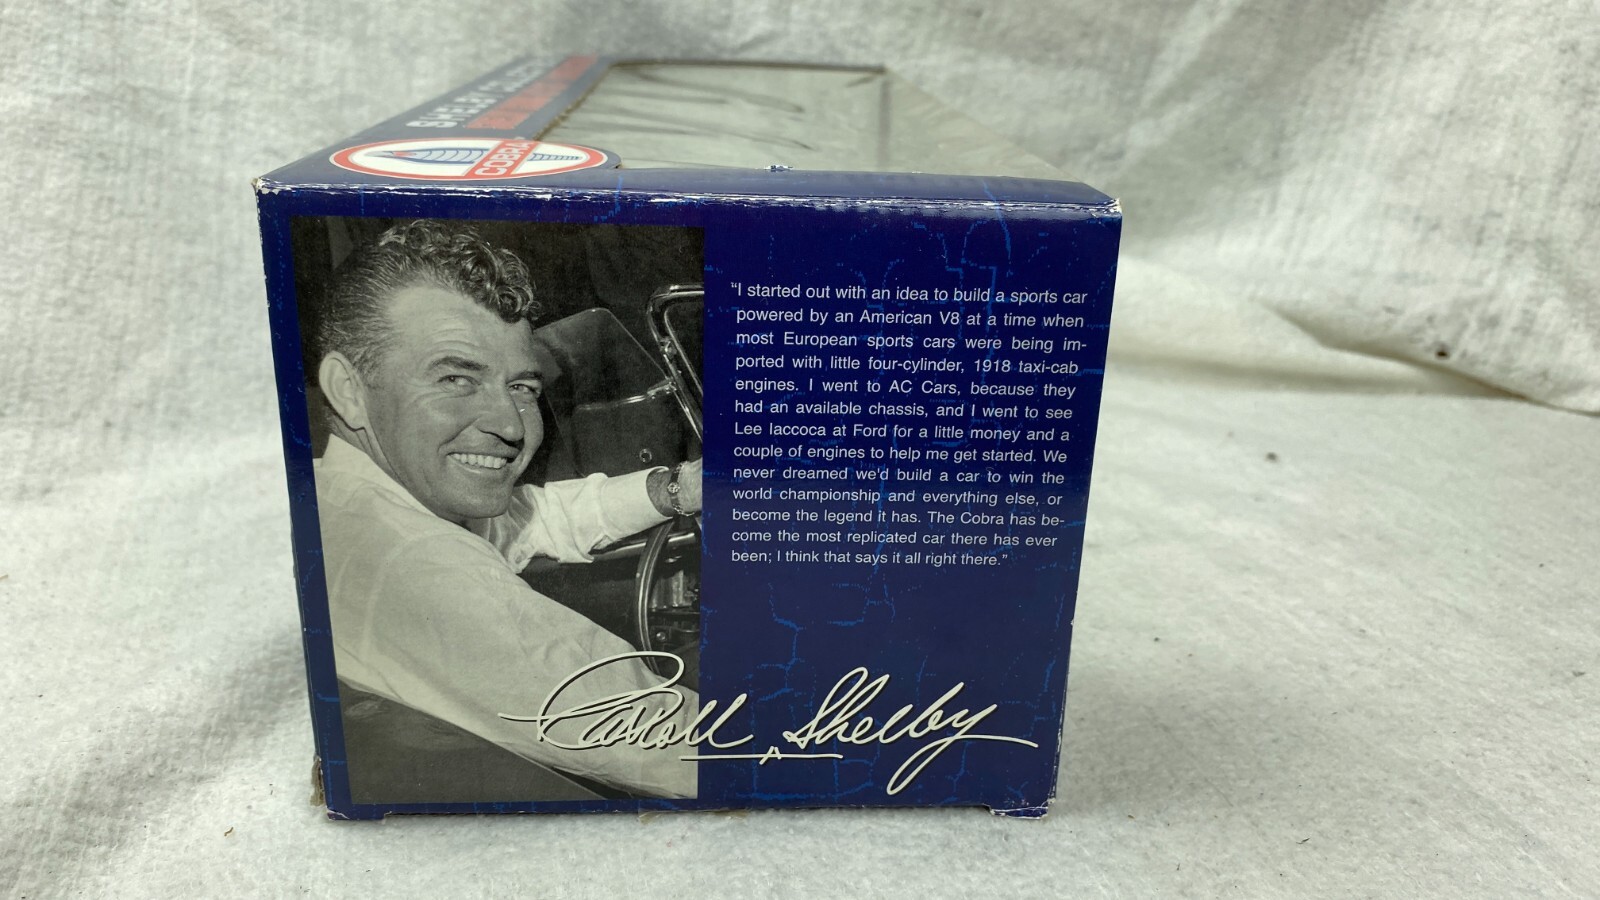 SHELBY COLLECTIBLES
COBRA
"I started out with an idea to build a sports car
powered by an American V8 at a time when
most European sports cars were being im-
ported with little four-cylinder, 1918 taxi-cab
engines. I went to AC Cars, because they
had an available chassis, and I went to see
Lee Iaccoca at Ford for a little money and a
couple of engines to help me get started. We
never dreamed we'd build a car to win the
world championship and everything else, or
become the legend it has. The Cobra has be-
come the most replicated car there has ever
been; I think that says it all right there."
Carroll Shelby